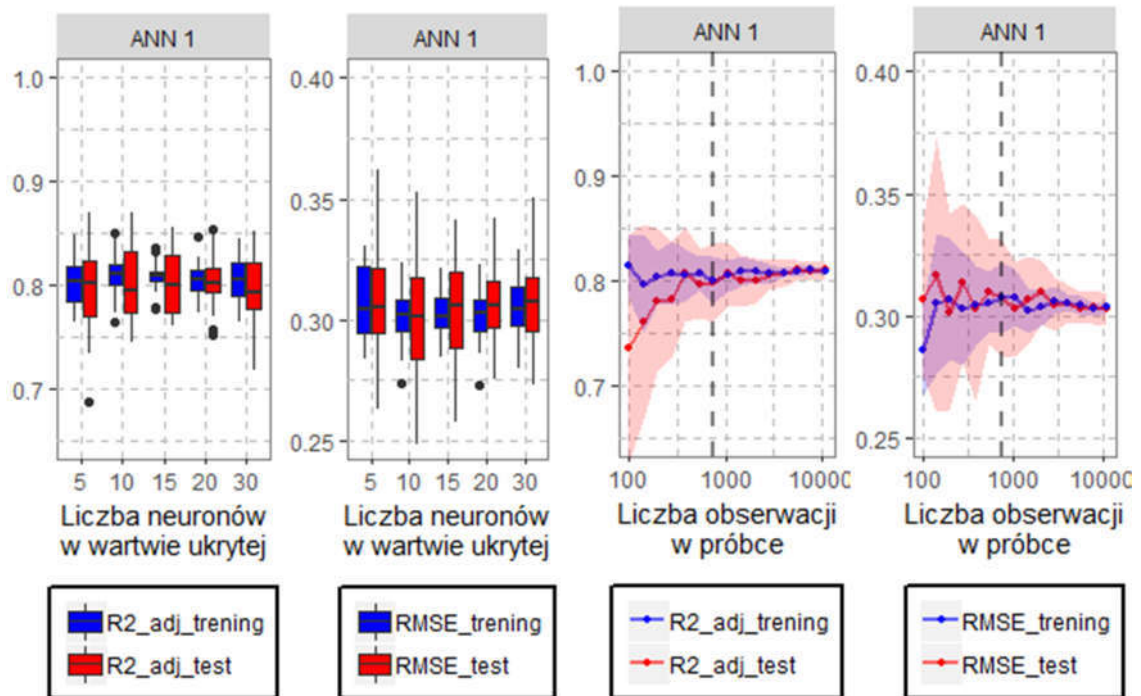 ANN 1
1.0
0.9
0.8
0.7
5 10 15 20 30
Liczba neuronów
w wartwie ukrytej
R2_adj_trening
R2_adj_test
ANN 1
0.40
0.35
0.30
0.25
5 10 15 20 30
Liczba neuronów
w wartwie ukrytej
RMSE_trening
RMSE_test
ANN 1
1.0
0.9
0.8
0.7
100 1000 10000
Liczba obserwacji
w próbce
R2_adj_trening
R2_adj_test
ANN 1
0.40
0.35
0.30
0.25
100 1000 10000
Liczba obserwacji
w próbce
RMSE_trening
RMSE_test